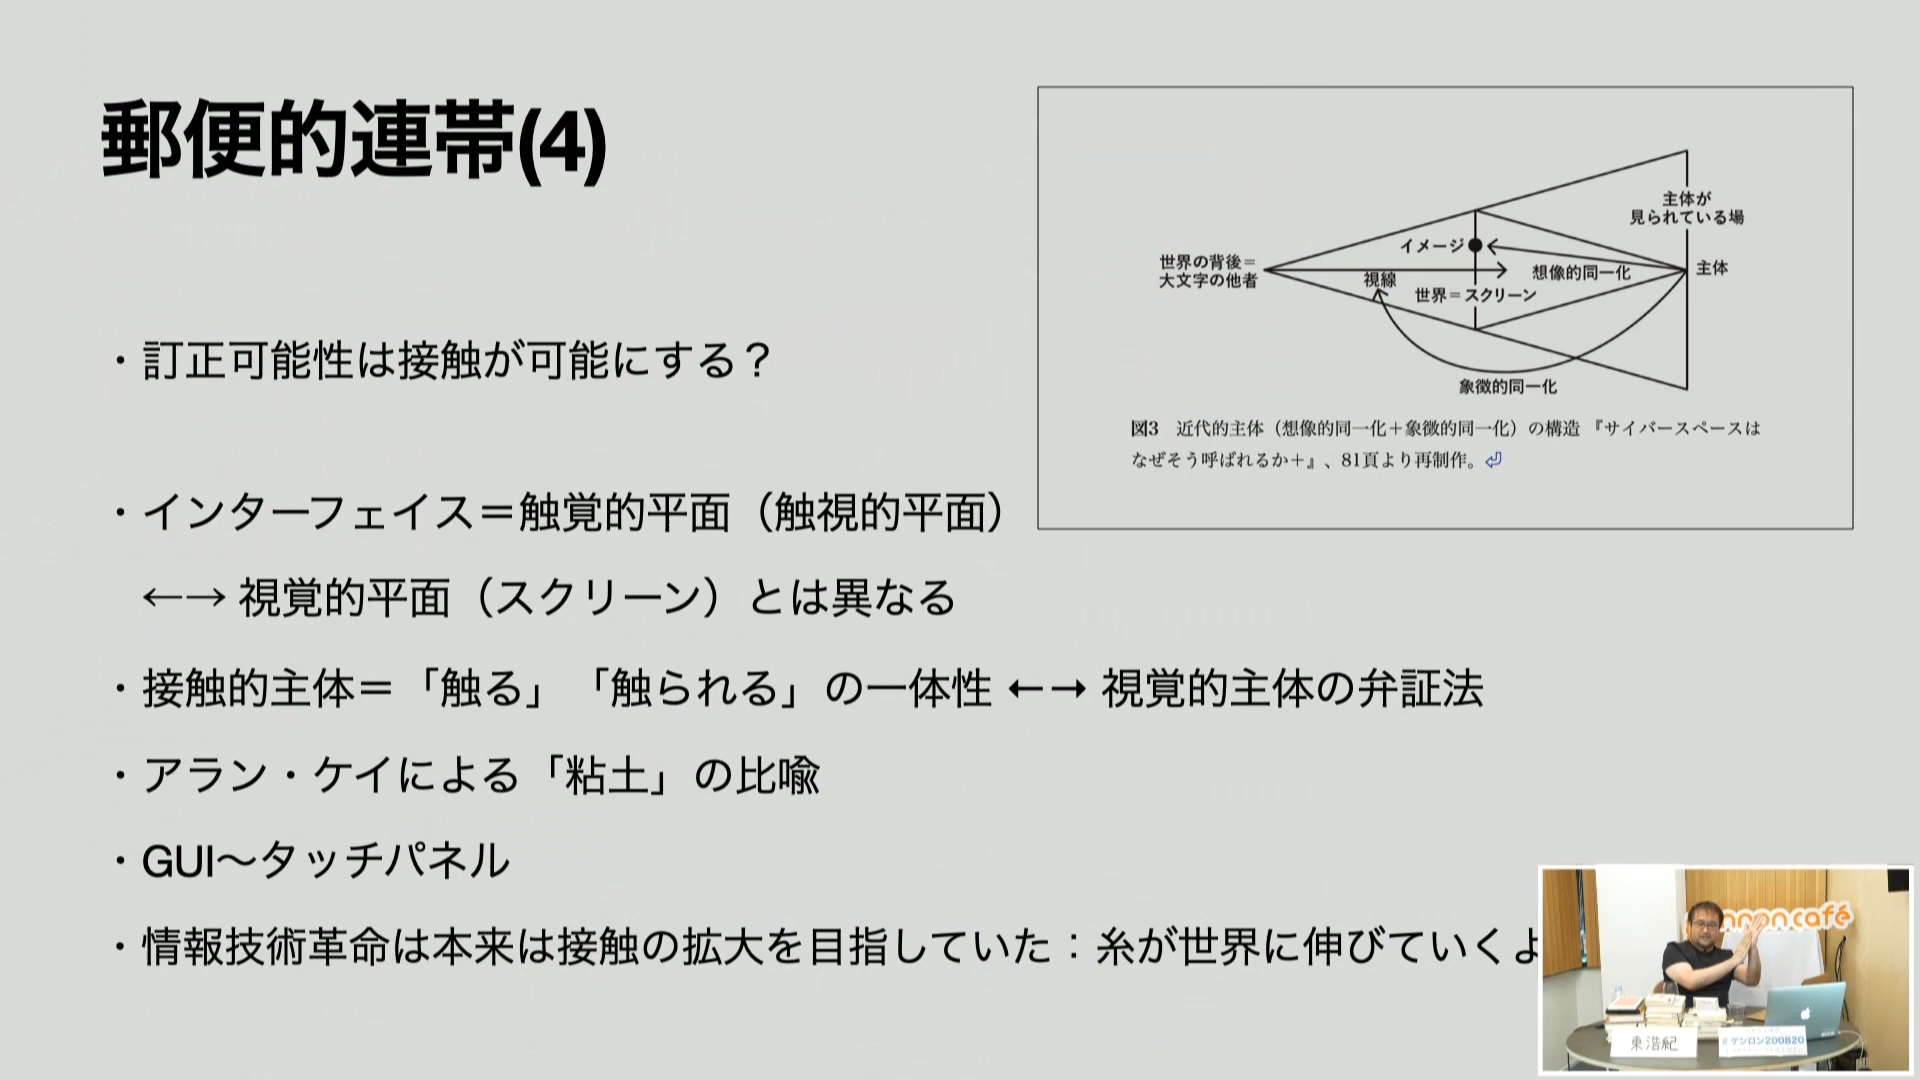 郵便的連帯(4)
・訂正可能性は接触が可能にする？
・インターフェイス＝触覚的平面（触視的平面）
←→ 視覚的平面（スクリーン）とは異なる
・接触的主体＝「触る」「触られる」の一体性 ←→ 視覚的主体の弁証法
・アラン・ケイによる「粘土」の比喩
・GUI〜タッチパネル
・情報技術革命は本来は接触の拡大を目指していた：糸が世界に伸びていくよ
主体が
見られている場
イメージ
世界の背後＝
大文字の他者
視線
想像的同一化
主体
世界＝スクリーン
象徴的同一化
図3 近代的主体（想像的同一化＋象徴的同一化）の構造 『サイバースペースは
なぜそう呼ばれるか＋』、81頁より再制作。
café
東浩紀
#ゲンロン200820